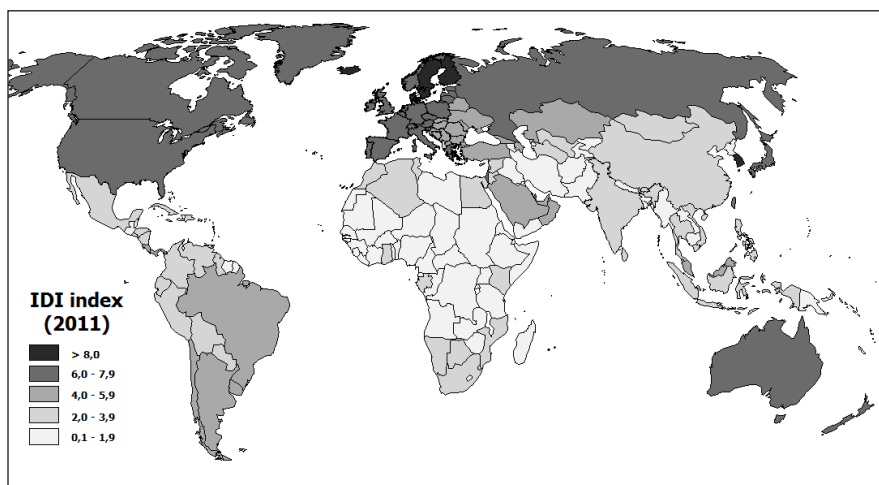 IDI index
(2011)
> 8,0
6,0 - 7,9
4,0 - 5,9
2,0 - 3,9
0,1 - 1,9